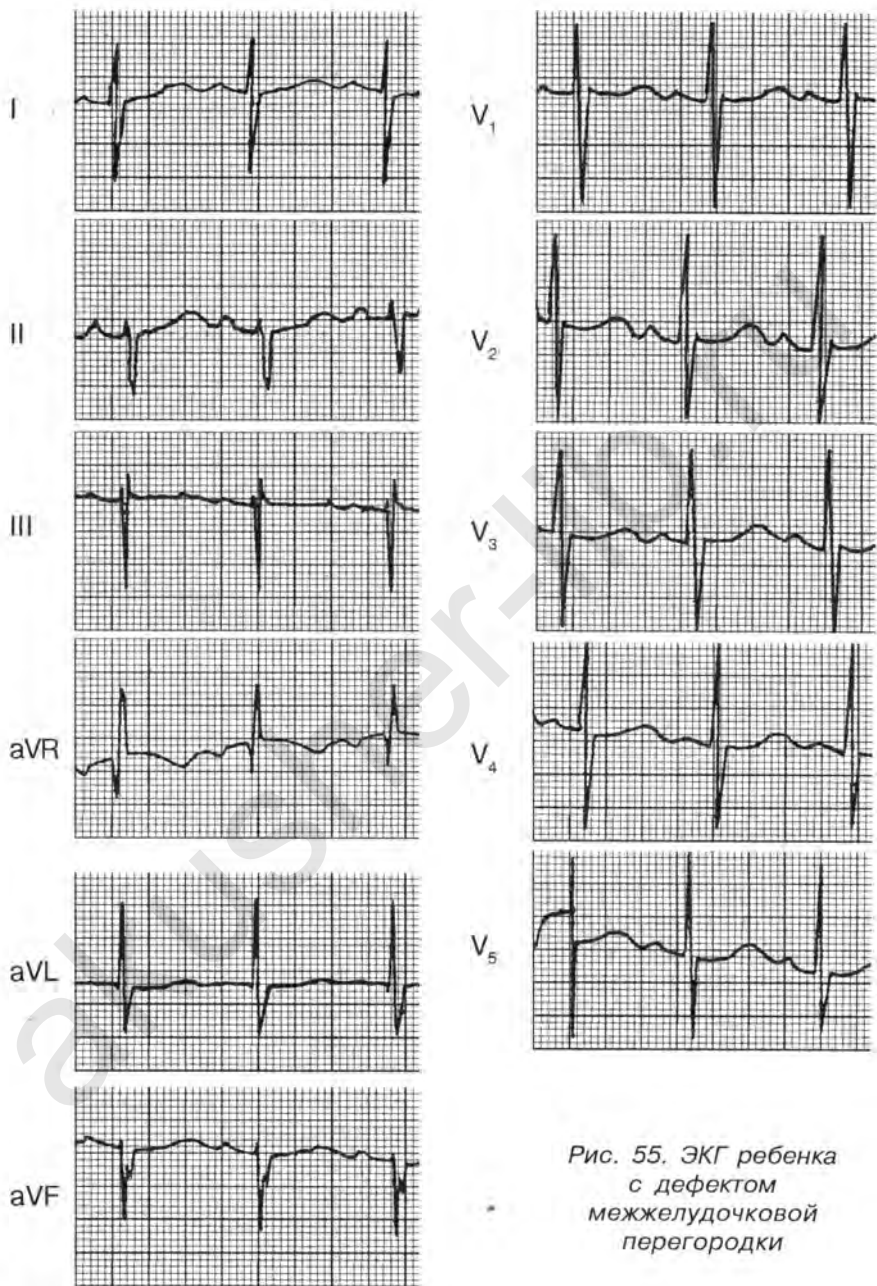 I
II
III
aVR
aVL
aVF
V₁
V₂
V₃
V₄
V₅
Рис. 55. ЭКГ ребенка
с дефектом
межжелудочковой
перегородки